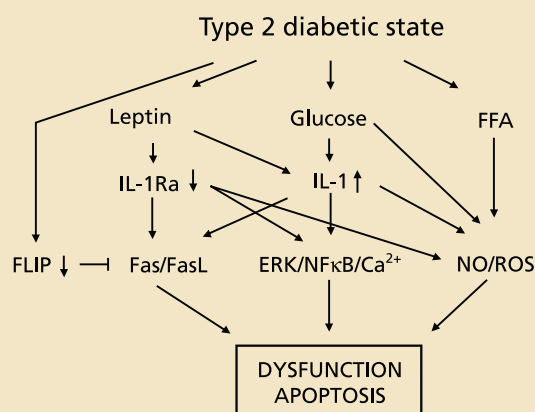 Type 2 diabetic state
Leptin Glucose FFA
IL-1Ra ↓ IL-1 ↑
FLIP ↓ Fas/FasL ERK/NFκB/Ca²⁺ NO/ROS
DYSFUNCTION
APOPTOSIS